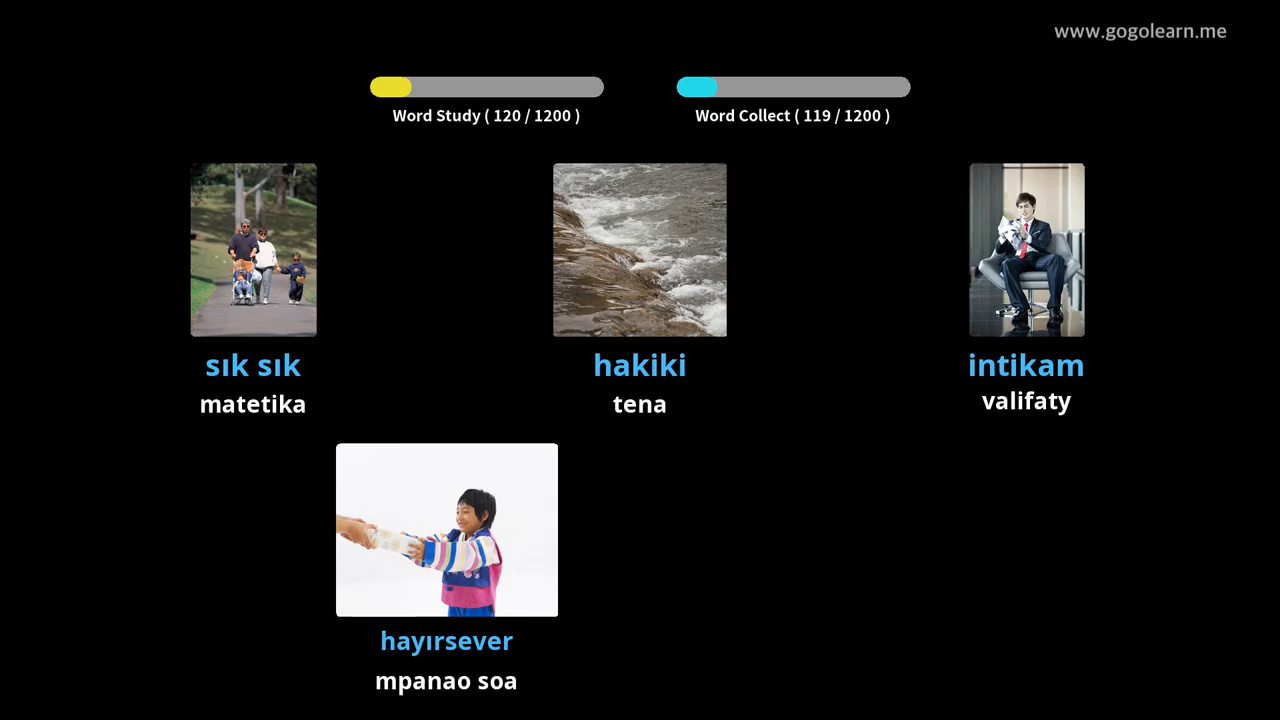 www.gogolearn.me
Word Study ( 120 / 1200 )
Word Collect ( 119 / 1200 )
sık sık
matetika
hakiki
tena
intikam
valifaty
hayırsever
mpanao soa